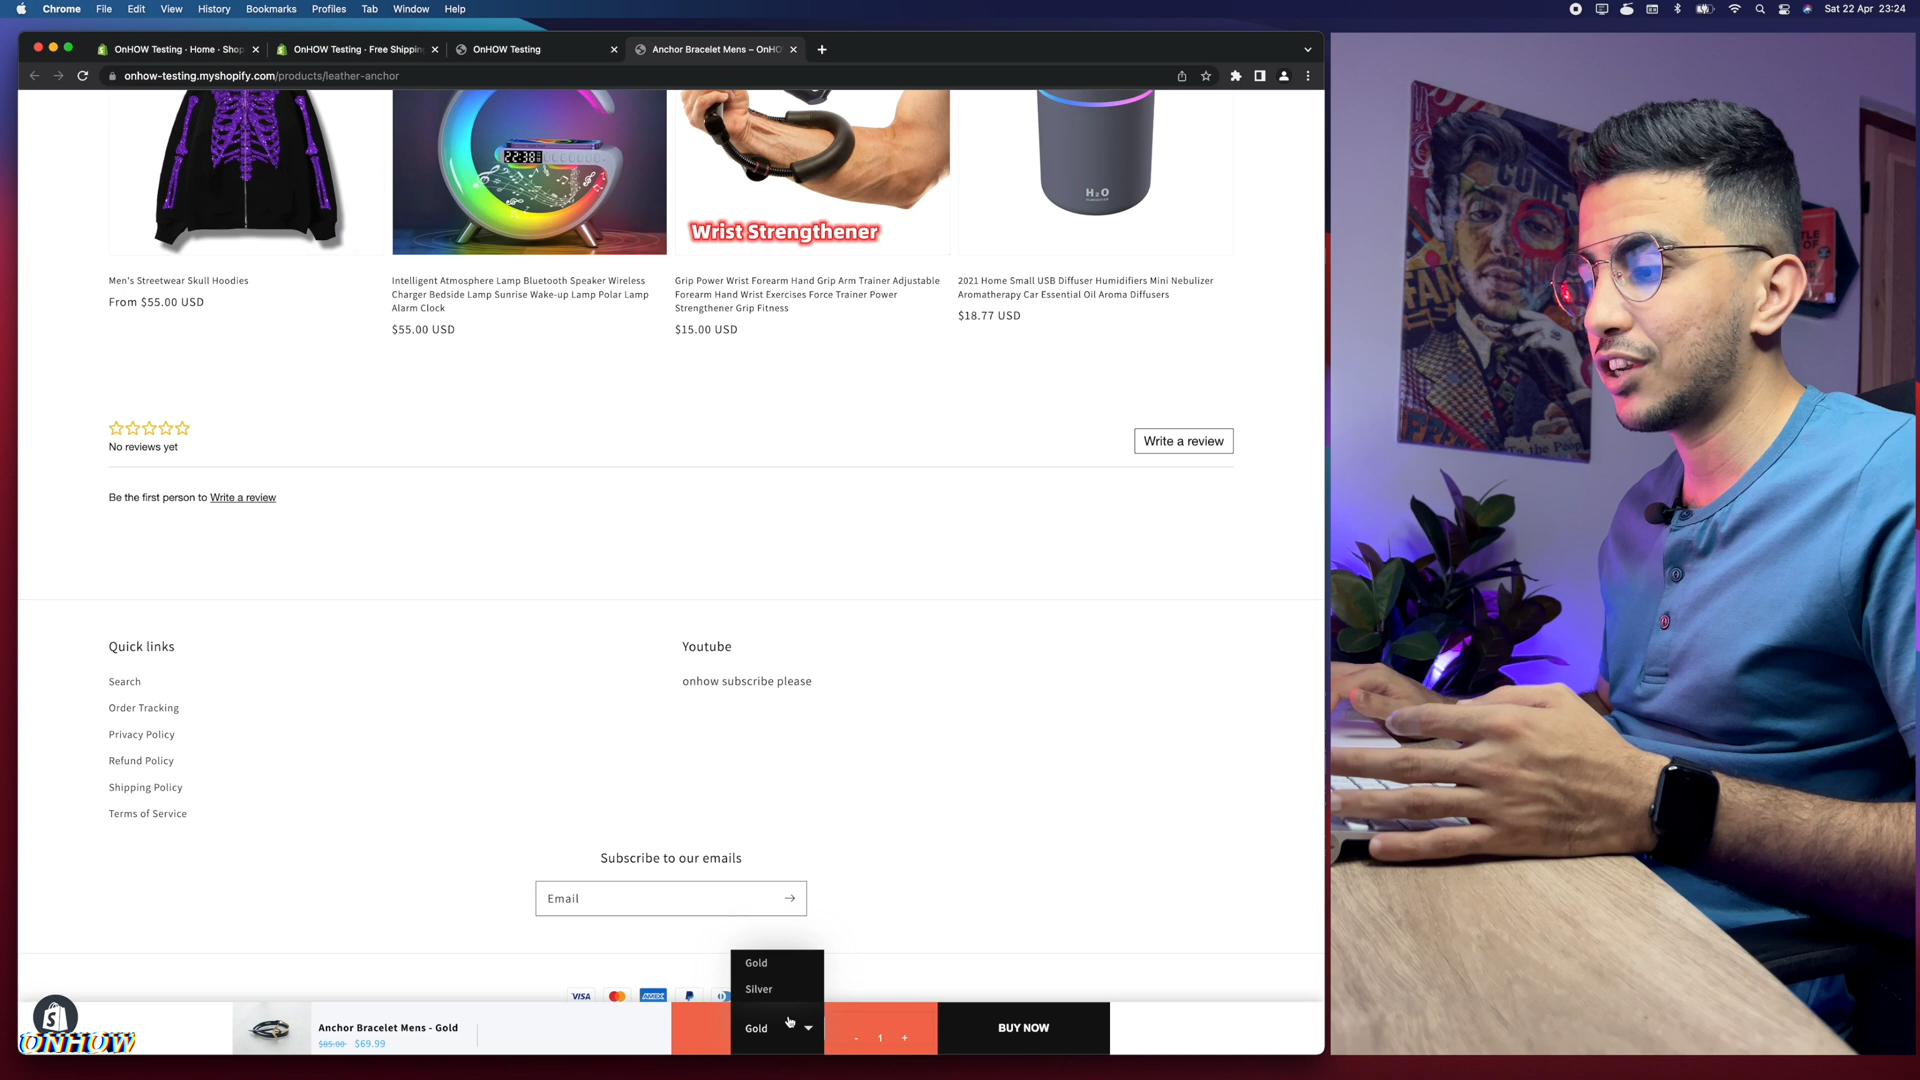 Chrome File Edit View History Bookmarks Profiles Tab Window Help Sat 22 Apr 23:24
OnHOW Testing · Home · Shop OnHOW Testing · Free Shipping OnHOW Testing Anchor Bracelet Mens – OnHO
onhow-testing.myshopify.com/products/leather-anchor
22:38
H₂O
HUMIDIFIER
Wrist Strengthener
Men's Streetwear Skull Hoodies
From $55.00 USD
Intelligent Atmosphere Lamp Bluetooth Speaker Wireless
Charger Bedside Lamp Sunrise Wake-up Lamp Polar Lamp
Alarm Clock
$55.00 USD
Grip Power Wrist Forearm Hand Grip Arm Trainer Adjustable
Forearm Hand Wrist Exercises Force Trainer Power
Strengthener Grip Fitness
$15.00 USD
2021 Home Small USB Diffuser Humidifiers Mini Nebulizer
Aromatherapy Car Essential Oil Aroma Diffusers
$18.77 USD
No reviews yet
Write a review
Be the first person to Write a review
Quick links
Search
Order Tracking
Privacy Policy
Refund Policy
Shipping Policy
Terms of Service
Youtube
onhow subscribe please
Subscribe to our emails
Email
Gold
Silver
VISA AMEX
Anchor Bracelet Mens - Gold
$85.00 $69.99
Gold
- 1 +
BUY NOW
ONHOW